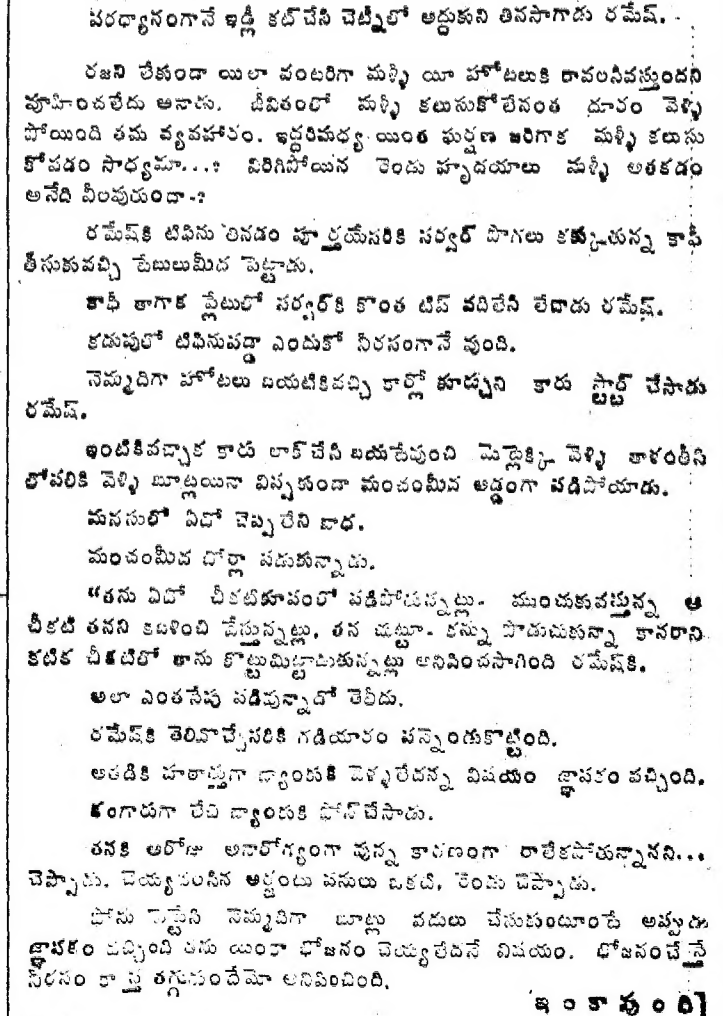 పరధ్యానంగానే ఇడ్లీ కట్‌చేసి చెట్నీలో అద్దుకుని తినసాగాడు రమేష్.
రజని లేకుండా యిలా వంటరిగా మళ్ళీ యీ హోటలుకి రావలసివస్తుందని
వూహించలేదు అనాడు. జీవితంలో మళ్ళీ కలుసుకోలేనంత దూరం వెళ్ళి
పోయింది తమ వ్యవహారం. ఇద్దరిమధ్య యింత ఘర్షణ జరిగాక మళ్ళీ కలుసు
కోవడం సాధ్యమా...? విరిగిపోయిన రెండు హృదయాలు మళ్ళీ అతకడం
అనేది వీలవురుందా-?
రమేష్‌కి టిఫిను తినడం పూర్తయేసరికి సర్వర్ పొగలు కక్కుతున్న కాఫీ
తీసుకువచ్చి టేబులుమీద పెట్టాడు.
కాఫీ తాగాక ప్లేటులో సర్వర్‌కి కొంత టిప్ వదిలేసి లేచాడు రమేష్.
కడుపులో టిఫినుపడ్డా ఎందుకో నీరసంగానే వుంది.
నెమ్మదిగా హోటలు బయటికివచ్చి కార్లో కూర్చుని కారు స్టార్ట్ చేసాడు
రమేష్.
ఇంటికివచ్చాక కారు లాక్‌చేసి బయటేవుంచి మెట్లెక్కి వెళ్ళి తాళంతీసి
లోపలికి వెళ్ళి బూట్లయినా విప్పకుండా మంచంమీద అడ్డంగా పడిపోయాడు.
మనసులో ఏదో చెప్పలేని బాధ.
మంచంమీద బోర్లా పడుకున్నాడు.
"తను ఏదో చీకటికూపంలో పడిపోతున్నట్లు- ముంచుకువస్తున్న ఆ
చీకటి తనని కబళించి వేస్తున్నట్లు, తన చుట్టూ- కన్ను పొడుచుకున్నా కానరాని
కటిక చీకటిలో తాను కొట్టుమిట్టాడుతున్నట్లు అనిపించసాగింది రమేష్‌కి.
అలా ఎంతసేపు పడివున్నాడో తెలీదు.
రమేష్‌కి తెలివొచ్చేసరికి గడియారం పన్నెండుకొట్టింది.
అతడికి హఠాత్తుగా బ్యాంకుకి వెళ్ళలేదన్న విషయం జ్ఞాపకం వచ్చింది.
కంగారుగా లేచి బ్యాంకుకి ఫోన్‌చేసాడు.
తనకి ఆరోజు అనారోగ్యంగా వున్న కారణంగా రాలేకపోతున్నానని...
చెప్పాడు. చెయ్యవలసిన అర్జంటు పనులు ఒకటి, రెండు చెప్పాడు.
ఫోను పెట్టేసి నెమ్మదిగా బూట్లు వదులు చేసుకుంటూంటే అప్పుడు
జ్ఞాపకం వచ్చింది తను యింకా భోజనం చెయ్యలేదనే విషయం. భోజనంచేస్తే
నీరసం కాస్త తగ్గుతుందేమో అనిపించింది.
ఇంకావుంది]